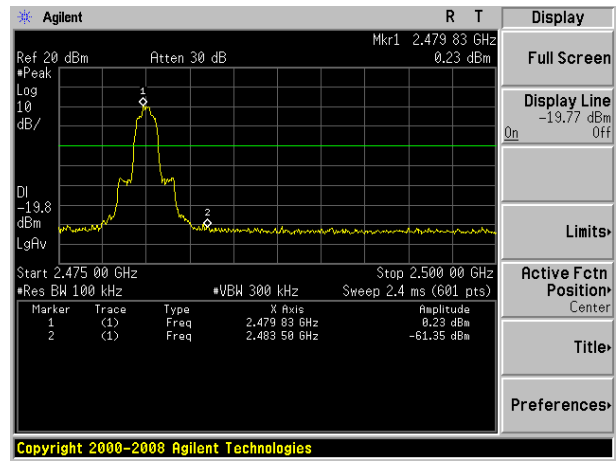 Agilent R T Display
Mkr1 2.479 83 GHz
Ref 20 dBm Atten 30 dB 0.23 dBm
#Peak
Log
10
dB/
1
DI
-19.8
dBm
LgAv
2
Start 2.475 00 GHz Stop 2.500 00 GHz
#Res BW 100 kHz #VBW 300 kHz Sweep 2.4 ms (601 pts)
Marker Trace Type X Axis Amplitude
1 (1) Freq 2.479 83 GHz 0.23 dBm
2 (1) Freq 2.483 50 GHz -61.35 dBm
Full Screen
Display Line
-19.77 dBm
On Off
Limits
Active Fctn
Position
Center
Title
Preferences
Copyright 2000-2008 Agilent Technologies